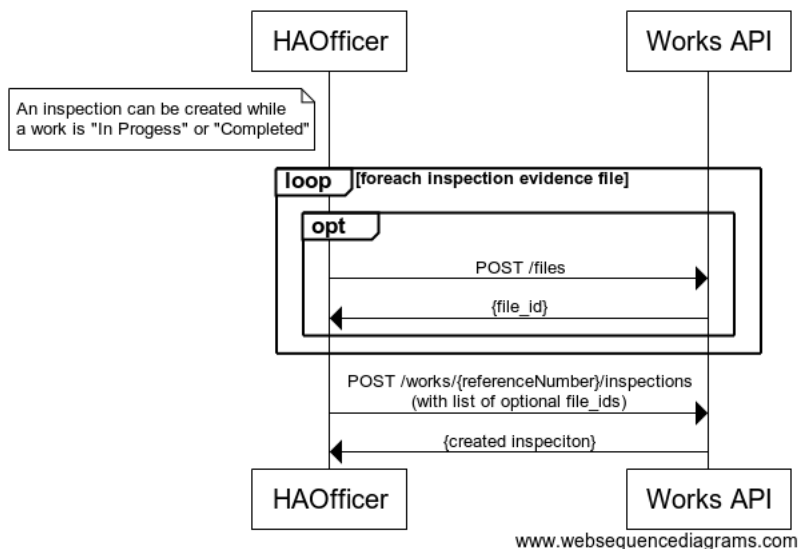 HAOfficer
Works API
An inspection can be created while
a work is "In Progess" or "Completed"
loop
[foreach inspection evidence file]
opt
POST /files
{file_id}
POST /works/{referenceNumber}/inspections
(with list of optional file_ids)
{created inspeciton}
HAOfficer
Works API
www.websequencediagrams.com